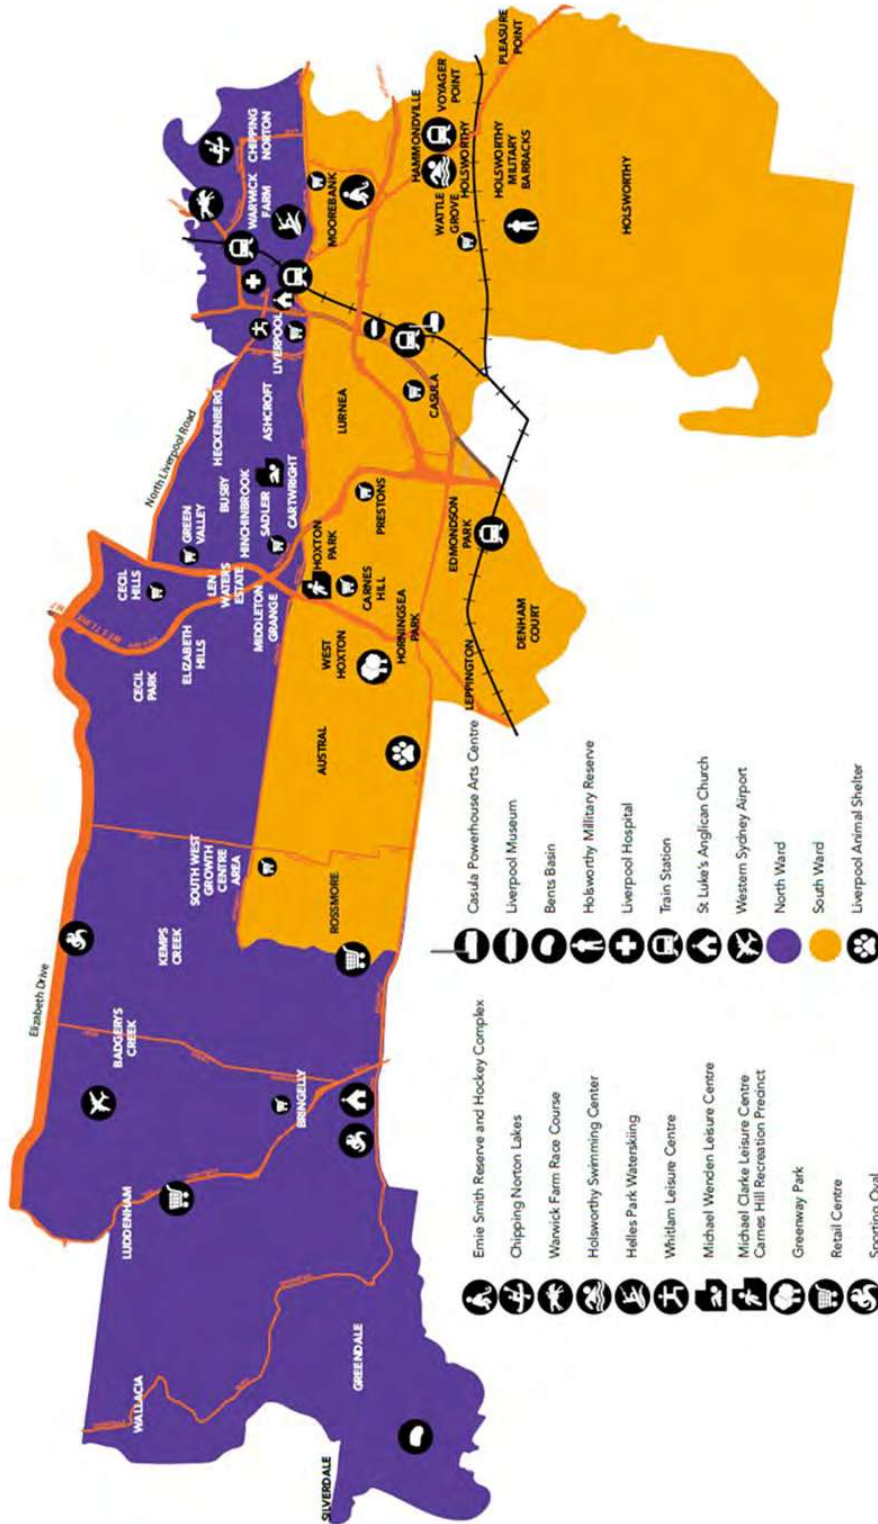 Elizabeth Drive
North Liverpool Road
SILVERDALE
WALLACIA
GREENDALE
LUDDENHAM
BADGERYS
CREEK
BRINGELLY
KEMPS
CREEK
SOUTH WEST
GROWTH
CENTRE
AREA
ROSSMORE
AUSTRAL
CECIL
PARK
CECIL
HILLS
ELIZABETH
HILLS
MIDDLETON
GRANGE
LEN
WATERS
ESTATE
GREEN
VALLEY
HINCHINBROOK
BUSBY
HECKENBERG
SADLER
CARTWRIGHT
ASHCROFT
LIVERPOOL
WARWICK
FARM
CHIPPING
NORTON
WEST
HOXTON
HOXTON
PARK
CARNES
HILL
HORNINGSEA
PARK
LEPPINGTON
DENHAM
COURT
EDMONDSON
PARK
PRESTONS
LURNEA
CASULA
MOOREBANK
HAMMONDVILLE
VOYAGER
POINT
WATTLE
GROVE
HOLSWORTHY
HOLSWORTHY
MILITARY
BARRACKS
PLEASURE
POINT
HOLSWORTHY
Ernie Smith Reserve and Hockey Complex
Chipping Norton Lakes
Warwick Farm Race Course
Holsworthy Swimming Center
Helles Park Waterskiing
Whitlam Leisure Centre
Michael Wenden Leisure Centre
Michael Clarke Leisure Centre
Carnes Hill Recreation Precinct
Greenway Park
Retail Centre
Sporting Oval
Casula Powerhouse Arts Centre
Liverpool Museum
Bents Basin
Holsworthy Military Reserve
Liverpool Hospital
Train Station
St Luke's Anglican Church
Western Sydney Airport
North Ward
South Ward
Liverpool Animal Shelter